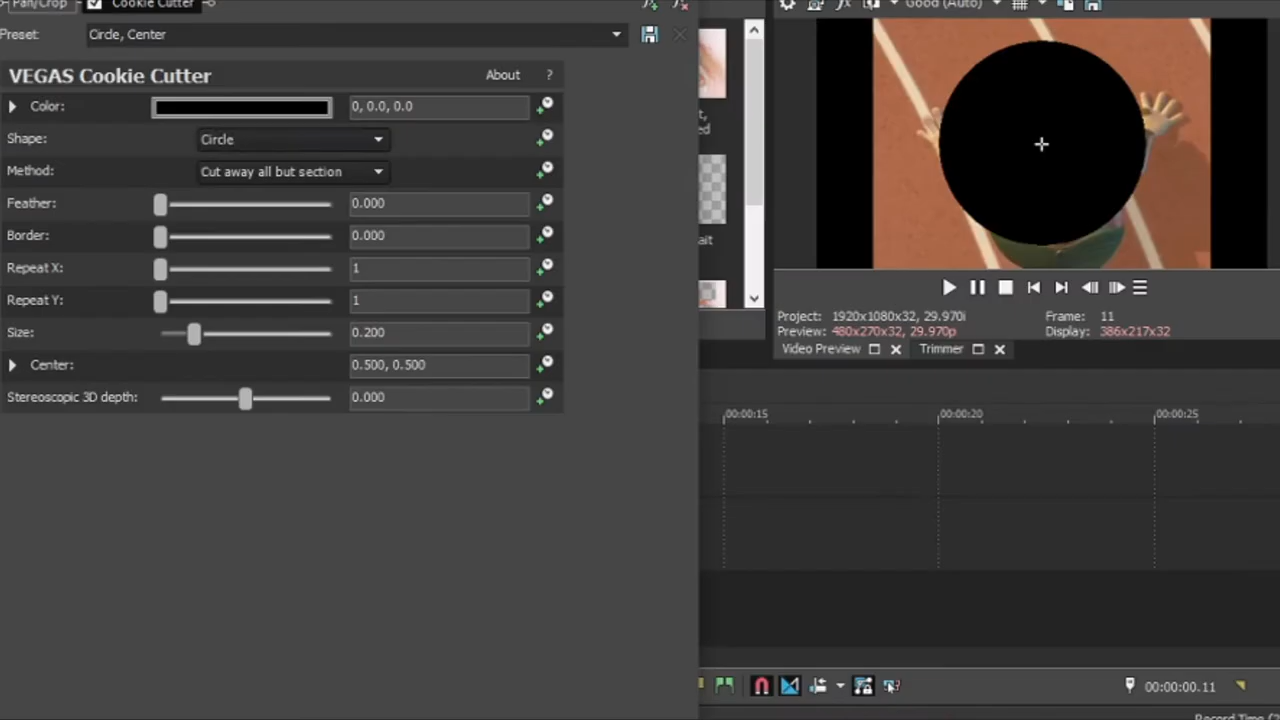 Pan/Crop Cookie Cutter
Good (Auto)
Preset: Circle, Center
VEGAS Cookie Cutter About ?
Color: 0, 0.0, 0.0
Shape: Circle
Method: Cut away all but section
Feather: 0.000
Border: 0.000
Repeat X: 1
Repeat Y: 1
Size: 0.200
Center: 0.500, 0.500
Stereoscopic 3D depth: 0.000
Project: 1920x1080x32, 29.970i
Frame: 11
Preview: 480x270x32, 29.970p
Display: 386x217x32
Video Preview Trimmer
00:00:15 00:00:20 00:00:25
00:00:00.11
Record Time